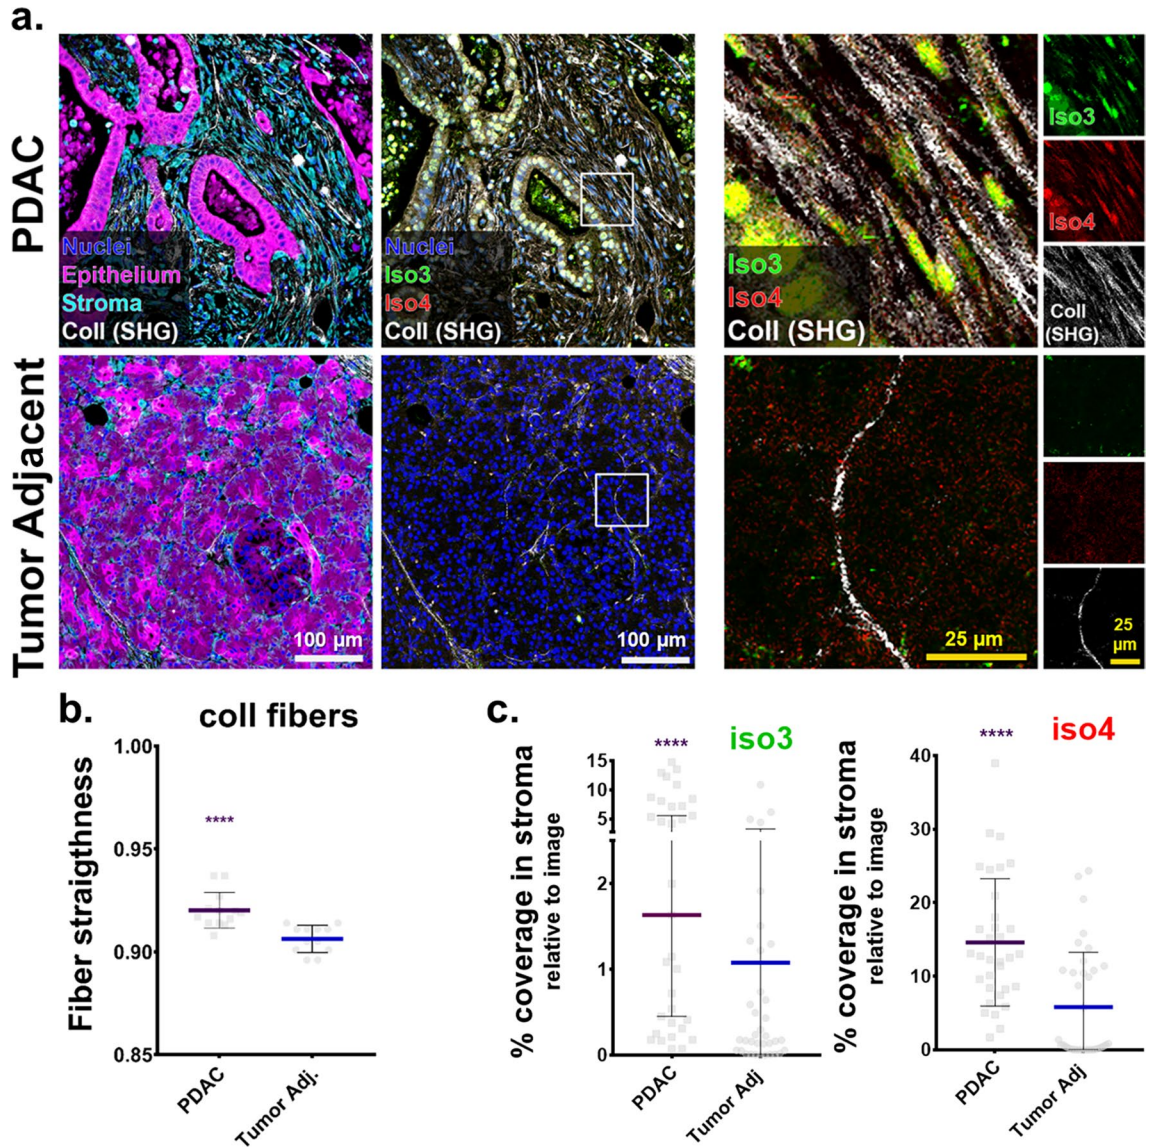 a.
PDAC
Nuclei
Epithelium
Stroma
Coll (SHG)
Nuclei
Iso3
Iso4
Coll (SHG)
Iso3
Iso4
Coll (SHG)
Iso3
Iso4
Coll
(SHG)
Tumor Adjacent
100 µm
100 µm
25 µm
25
µm
b.
coll fibers
Fiber straigthness
1.00
0.95
0.90
0.85
****
PDAC
Tumor Adj.
c.
iso3
% coverage in stroma
relative to image
15
10
5
2
1
0
****
PDAC
Tumor Adj
iso4
% coverage in stroma
relative to image
40
30
20
10
0
****
PDAC
Tumor Adj